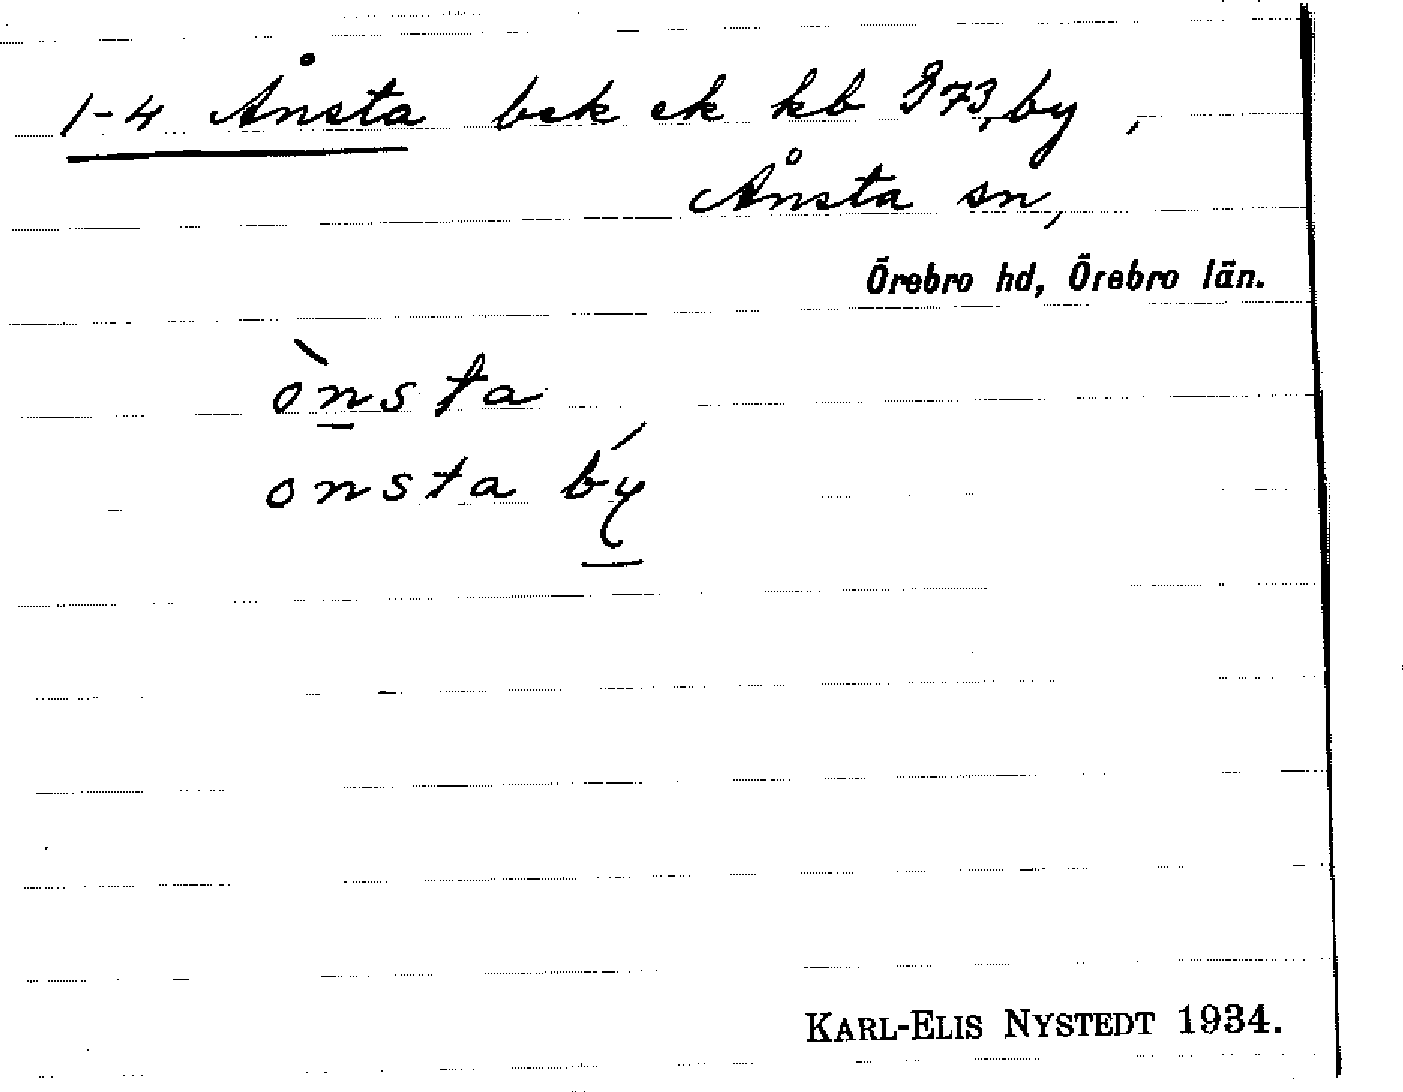 1-4 Ånsta bek ek kb I73, by,
Ånsta sn,
Örebro hd, Örebro län.
ònsta
onsta bý
KARL-ELIS NYSTEDT 1934.